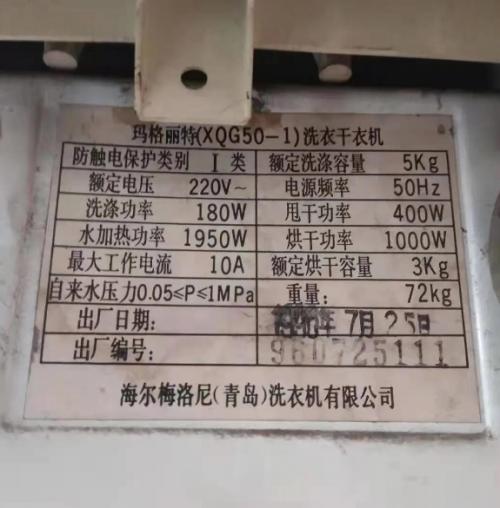 玛格丽特(XQG50-1)洗衣干衣机
防触电保护类别 I 类 额定洗涤容量 5Kg
额定电压 220V~ 电源频率 50Hz
洗涤功率 180W 甩干功率 400W
水加热功率 1950W 烘干功率 1000W
最大工作电流 10A 额定烘干容量 3Kg
自来水压力0.05≤P≤1MPa 重量: 72kg
出厂日期: 1996年 7月 25日
出厂编号: 960725111
海尔梅洛尼(青岛)洗衣机有限公司